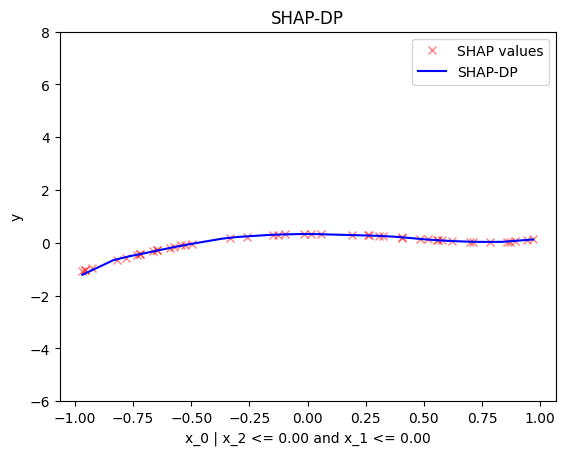 SHAP-DP
SHAP values
SHAP-DP
8
6
4
2
0
−2
−4
−6
y
−1.00 −0.75 −0.50 −0.25 0.00 0.25 0.50 0.75 1.00
x_0 | x_2 <= 0.00 and x_1 <= 0.00